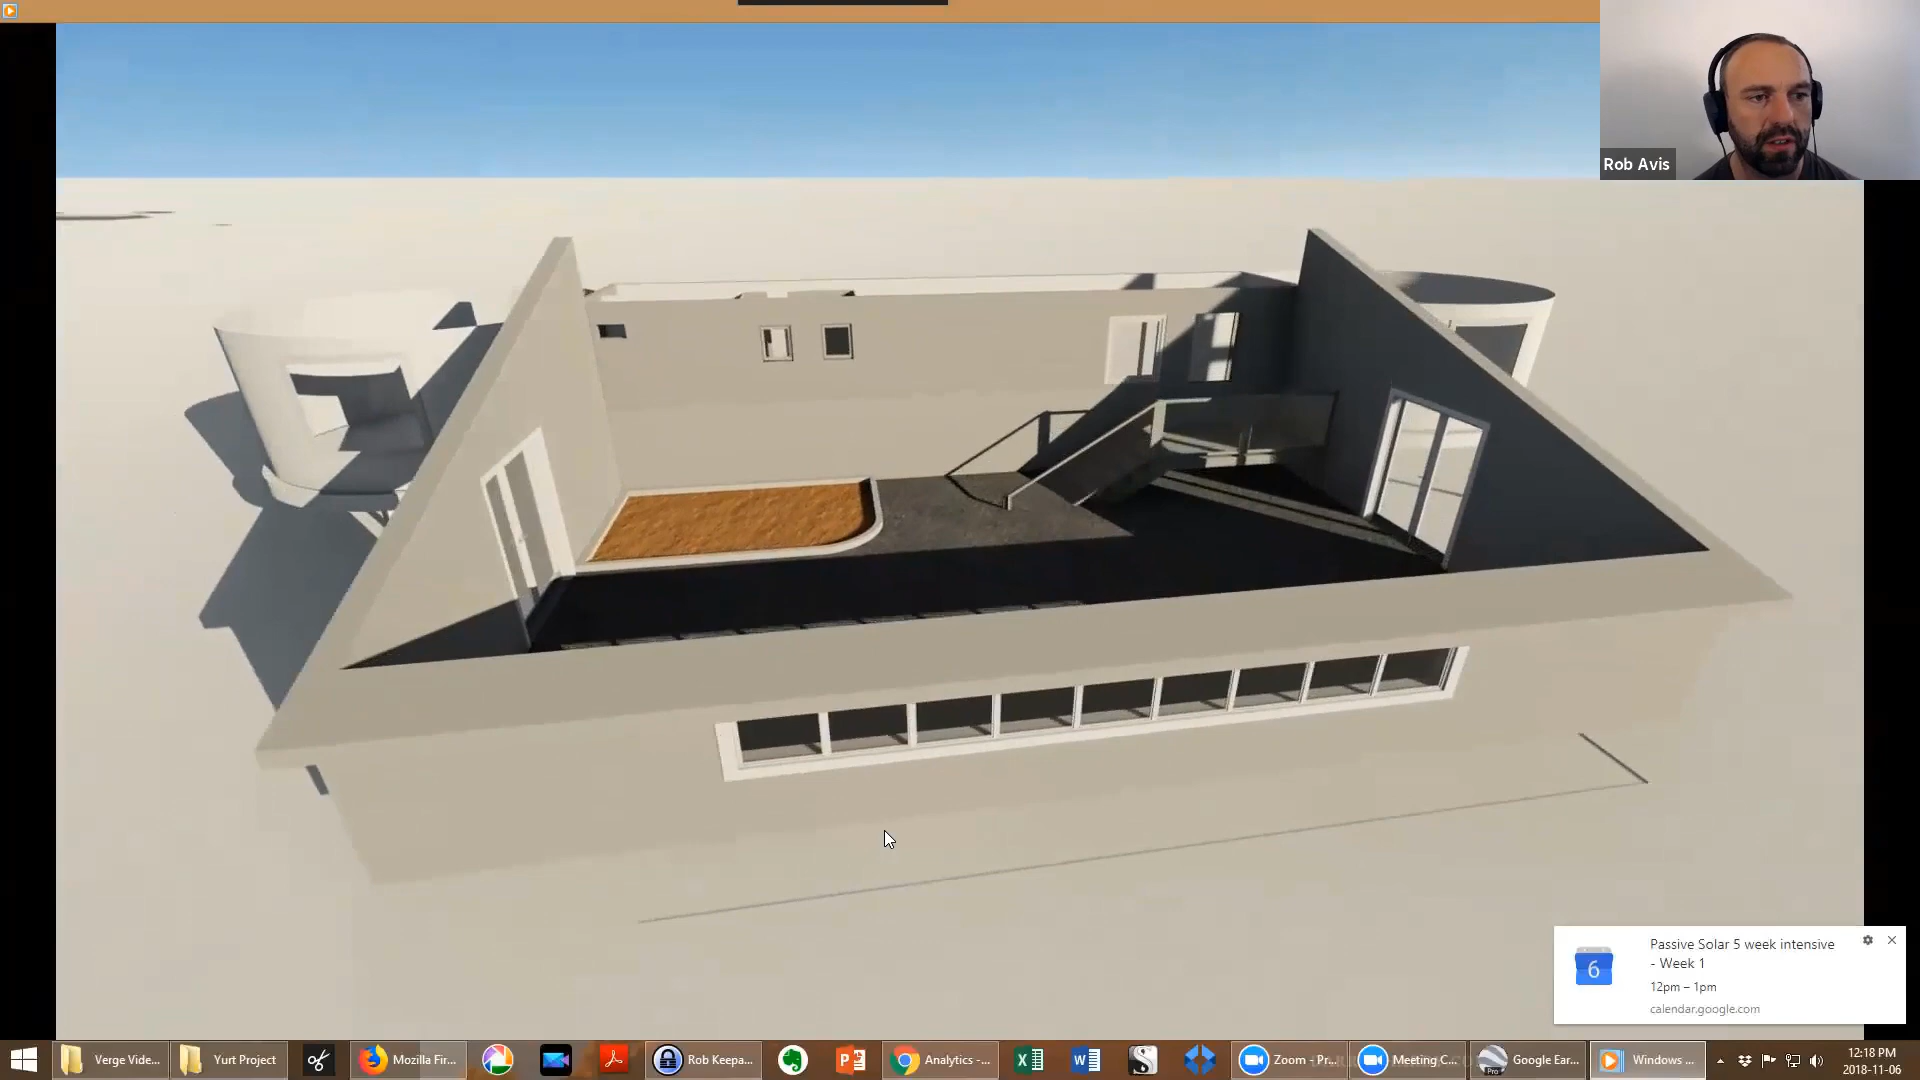 Rob Avis
Passive Solar 5 week intensive
- Week 1
12pm – 1pm
calendar.google.com
6
Verge Vide...
Yurt Project
Mozilla Fir...
Rob Keepa...
Analytics -...
Zoom - Pr...
Meeting C...
Google Ear...
Pro
Windows ...
12:18 PM
2018-11-06